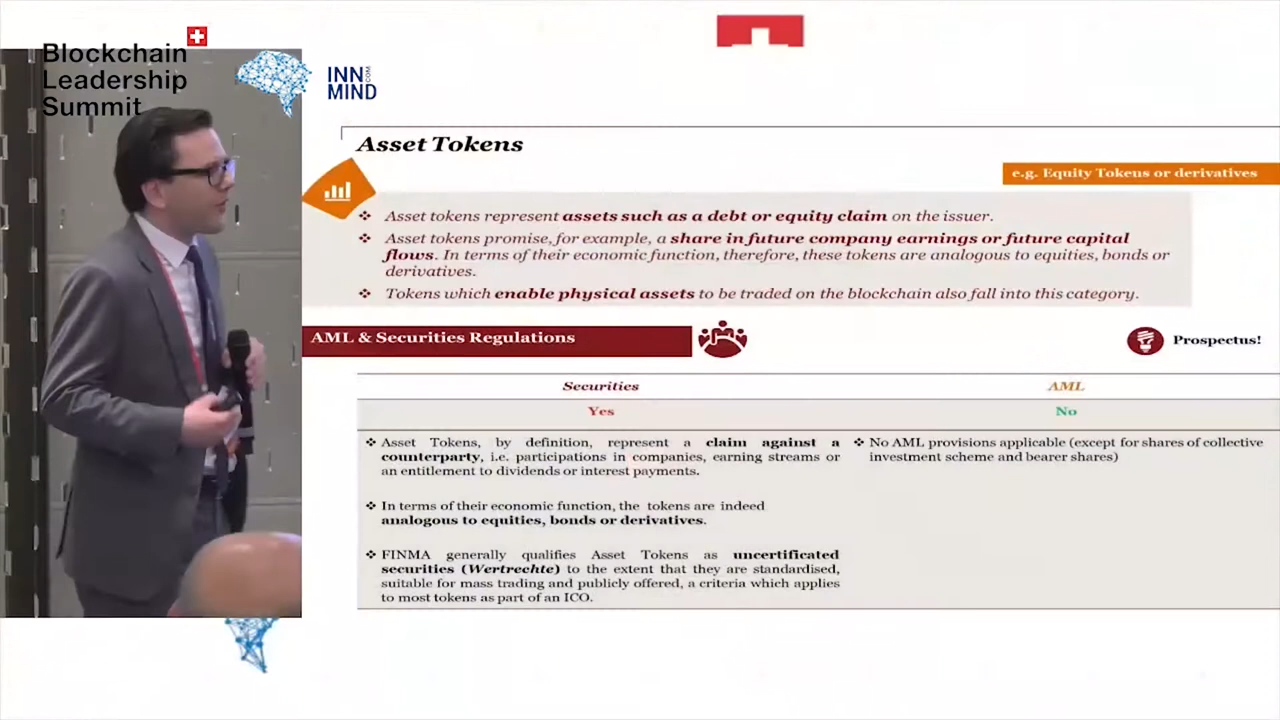 Blockchain
Leadership
Summit
INN
.COM
MIND
Asset Tokens
e.g. Equity Tokens or derivatives
❖ Asset tokens represent assets such as a debt or equity claim on the issuer.
❖ Asset tokens promise, for example, a share in future company earnings or future capital
flows. In terms of their economic function, therefore, these tokens are analogous to equities, bonds or
derivatives.
❖ Tokens which enable physical assets to be traded on the blockchain also fall into this category.
AML & Securities Regulations
Prospectus!
Securities
AML
Yes
No
❖ Asset Tokens, by definition, represent a claim against a
counterparty, i.e. participations in companies, earning streams or
an entitlement to dividends or interest payments.
❖ In terms of their economic function, the tokens are indeed
analogous to equities, bonds or derivatives.
❖ FINMA generally qualifies Asset Tokens as uncertificated
securities (Wertrechte) to the extent that they are standardised,
suitable for mass trading and publicly offered, a criteria which applies
to most tokens as part of an ICO.
❖ No AML provisions applicable (except for shares of collective
investment scheme and bearer shares)